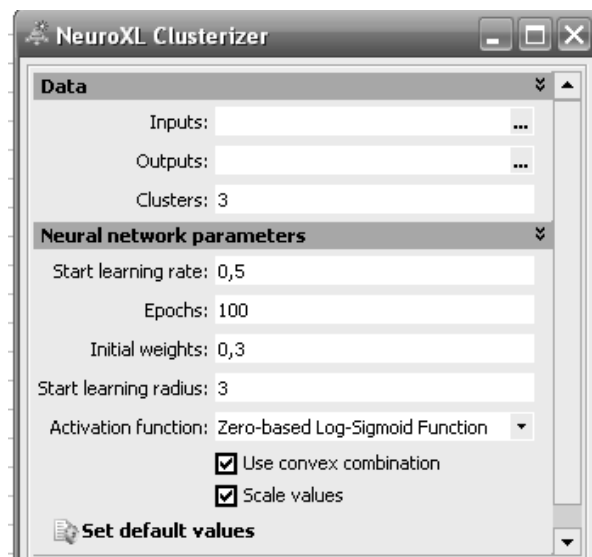 NeuroXL Clusterizer
Data
Inputs: ...
Outputs: ...
Clusters: 3
Neural network parameters
Start learning rate: 0,5
Epochs: 100
Initial weights: 0,3
Start learning radius: 3
Activation function: Zero-based Log-Sigmoid Function
Use convex combination
Scale values
Set default values